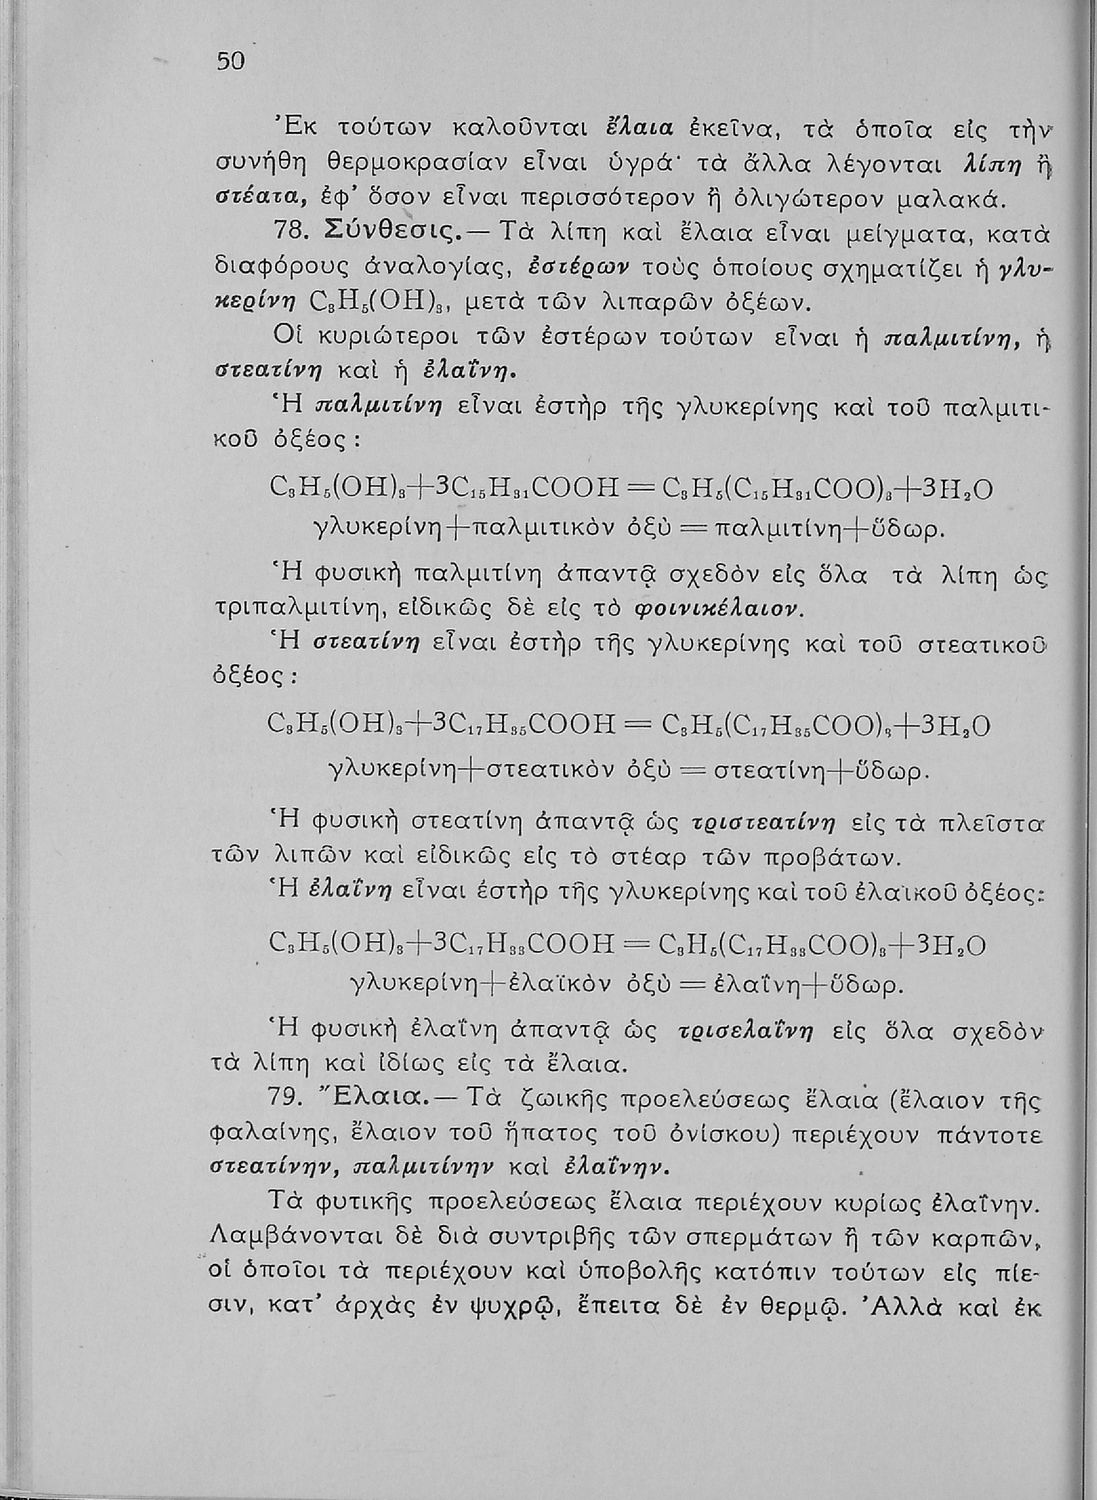 50
Ἐκ τούτων καλοῦνται ἔλαια ἐκεῖνα, τὰ ὁποῖα εἰς τὴν
συνήθη θερμοκρασίαν εἶναι ὑγρά· τὰ ἄλλα λέγονται λίπη ἢ
στέατα, ἐφ’ ὅσον εἶναι περισσότερον ἢ ὀλιγώτερον μαλακά.
78. Σύνθεσις.— Τὰ λίπη καὶ ἔλαια εἶναι μείγματα, κατὰ
διαφόρους ἀναλογίας, ἐστέρων τοὺς ὁποίους σχηματίζει ἡ γλυ-
κερίνη C₃H₅(OH)₃, μετὰ τῶν λιπαρῶν ὀξέων.
Οἱ κυριώτεροι τῶν ἐστέρων τούτων εἶναι ἡ παλμιτίνη, ἡ
στεατίνη καὶ ἡ ἐλαΐνη.
Ἡ παλμιτίνη εἶναι ἐστὴρ τῆς γλυκερίνης καὶ τοῦ παλμιτι-
κοῦ ὀξέος :
C₃H₅(OH)₃+3C₁₅H₃₁COOH = C₃H₅(C₁₅H₃₁COO)₃+3H₂O
γλυκερίνη+παλμιτικὸν ὀξὺ = παλμιτίνη+ὕδωρ.
Ἡ φυσικὴ παλμιτίνη ἀπαντᾷ σχεδὸν εἰς ὅλα τὰ λίπη ὡς
τριπαλμιτίνη, εἰδικῶς δὲ εἰς τὸ φοινικέλαιον.
Ἡ στεατίνη εἶναι ἐστὴρ τῆς γλυκερίνης καὶ τοῦ στεατικοῦ
ὀξέος :
C₃H₅(OH)₃+3C₁₇H₃₅COOH = C₃H₅(C₁₇H₃₅COO)₃+3H₂O
γλυκερίνη+στεατικὸν ὀξὺ = στεατίνη+ὕδωρ.
Ἡ φυσικὴ στεατίνη ἀπαντᾷ ὡς τριστεατίνη εἰς τὰ πλεῖστα
τῶν λιπῶν καὶ εἰδικῶς εἰς τὸ στέαρ τῶν προβάτων.
Ἡ ἐλαΐνη εἶναι ἐστὴρ τῆς γλυκερίνης καὶ τοῦ ἐλαϊκοῦ ὀξέος:
C₃H₅(OH)₃+3C₁₇H₃₃COOH = C₃H₅(C₁₇H₃₃COO)₃+3H₂O
γλυκερίνη+ἐλαϊκὸν ὀξὺ = ἐλαΐνη+ὕδωρ.
Ἡ φυσικὴ ἐλαΐνη ἀπαντᾷ ὡς τρισελαΐνη εἰς ὅλα σχεδὸν
τὰ λίπη καὶ ἰδίως εἰς τὰ ἔλαια.
79. Ἔλαια.— Τὰ ζωικῆς προελεύσεως ἔλαια (ἔλαιον τῆς
φαλαίνης, ἔλαιον τοῦ ἥπατος τοῦ ὀνίσκου) περιέχουν πάντοτε
στεατίνην, παλμιτίνην καὶ ἐλαΐνην.
Τὰ φυτικῆς προελεύσεως ἔλαια περιέχουν κυρίως ἐλαΐνην.
Λαμβάνονται δὲ διὰ συντριβῆς τῶν σπερμάτων ἢ τῶν καρπῶν,
οἱ ὁποῖοι τὰ περιέχουν καὶ ὑποβολῆς κατόπιν τούτων εἰς πίε-
σιν, κατ’ ἀρχὰς ἐν ψυχρῷ, ἔπειτα δὲ ἐν θερμῷ. Ἀλλὰ καὶ ἐκ